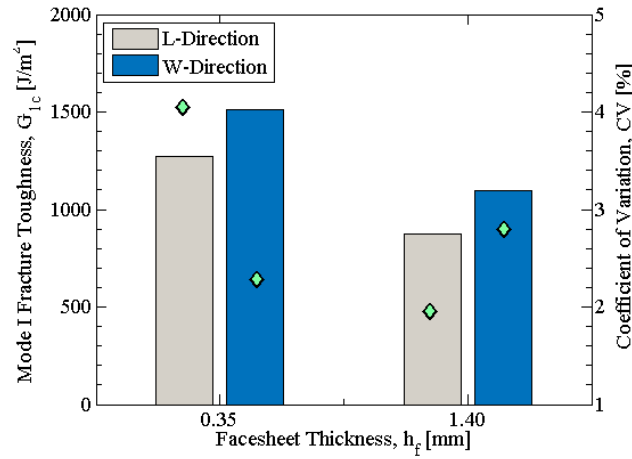 L-Direction
W-Direction
Mode I Fracture Toughness, G1c [J/m²]
2000
1500
1000
500
0
5
4
3
2
1
Coefficient of Variation, CV [%]
0.35
1.40
Facesheet Thickness, hf [mm]